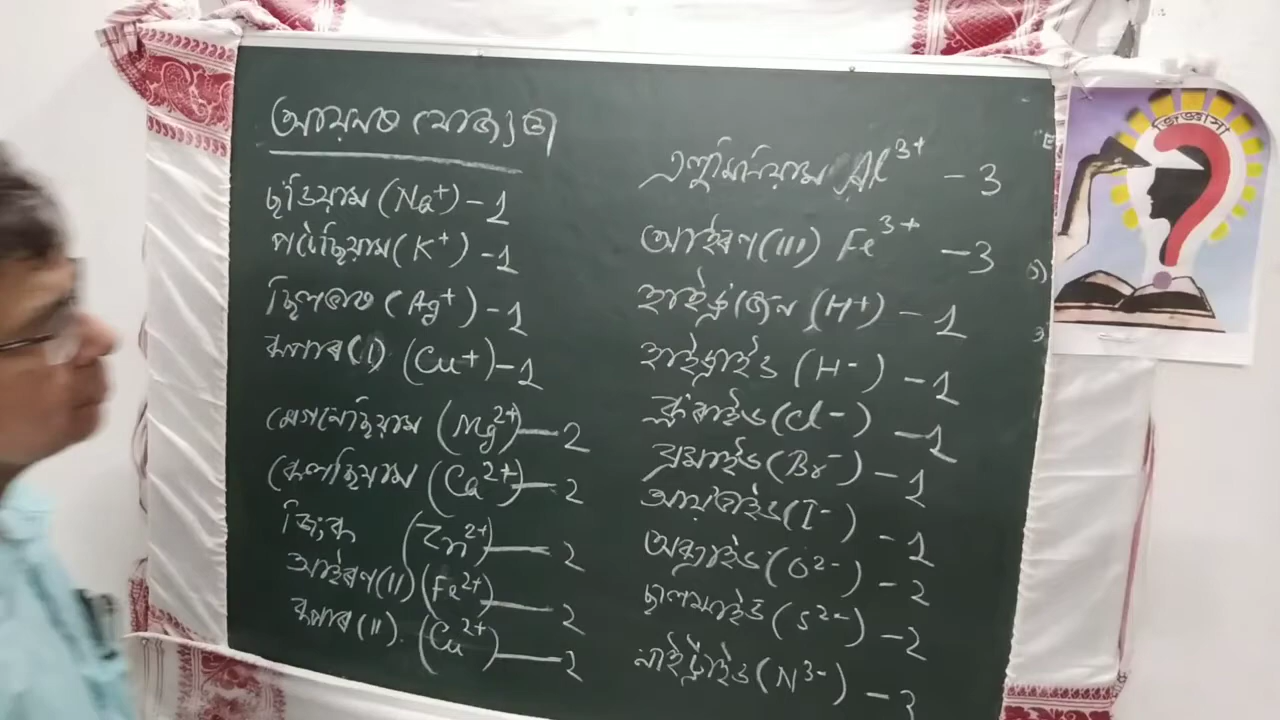 আয়নৰ যোজ্যতা
ছডিয়াম (Na⁺) – 1
পটেছিয়াম (K⁺) – 1
ছিলভাৰ (Ag⁺) – 1
কপাৰ (I) (Cu⁺) – 1
মেগনেছিয়াম (Mg²⁺) — 2
কেলছিয়াম (Ca²⁺) — 2
জিংক (Zn²⁺) — 2
আইৰণ (II) (Fe²⁺) — 2
কপাৰ (II). (Cu²⁺) — 2
এলুমিনিয়াম Al³⁺ – 3
আইৰণ (III) Fe³⁺ – 3
হাইড্ৰ'জেন (H+) – 1
হাইড্ৰাইড (H-) – 1
ক্ল'ৰাইড (Cl-) – 1
ব্ৰমাইড (Br-) – 1
আয়'ডাইড (I-) – 1
অক্সাইড (O²⁻) – 2
ছালফাইড (S²⁻) – 2
নাইট্ৰাইড (N³⁻) – 3
জিজ্ঞাসা